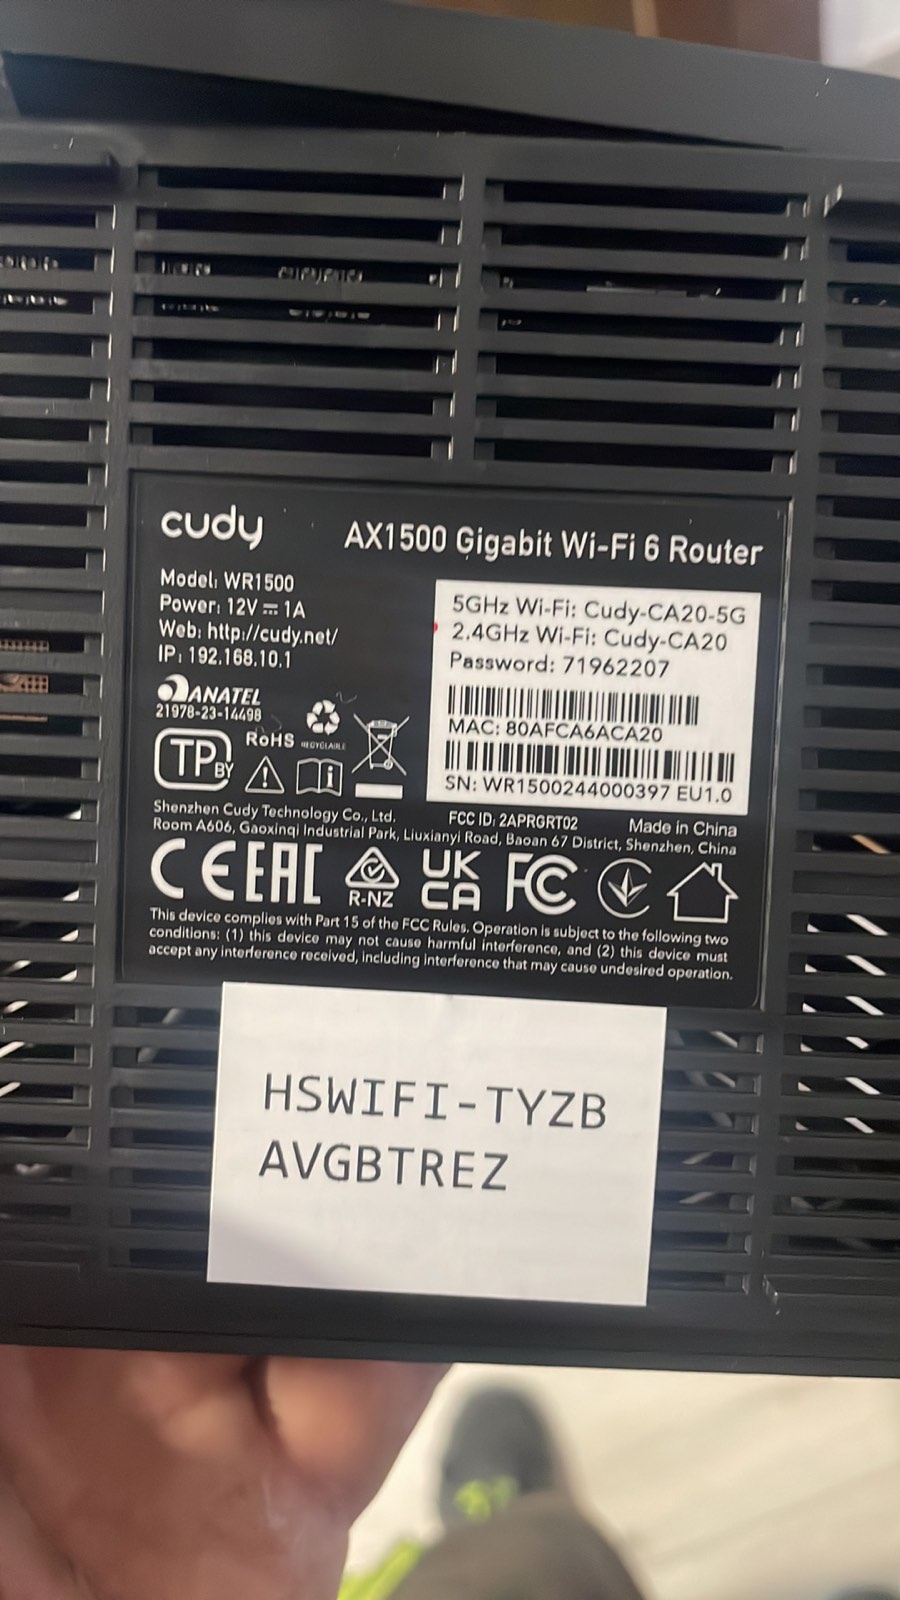 cudy
AX1500 Gigabit Wi-Fi 6 Router
Model: WR1500
Power: 12V ⎓ 1A
Web: http://cudy.net/
IP: 192.168.10.1
5GHz Wi-Fi: Cudy-CA20-5G
2.4GHz Wi-Fi: Cudy-CA20
Password: 71962207
MAC: 80AFCA6ACA20
SN: WR1500244000397 EU1.0
ANATEL
21978-23-14498
RoHS
RECYCLABLE
TP BY
Shenzhen Cudy Technology Co., Ltd.
FCC ID: 2APRGRT02
Made in China
Room A606, Gaoxinqi Industrial Park, Liuxianyi Road, Baoan 67 District, Shenzhen, China
CE EAC R-NZ UK CA FC
This device complies with Part 15 of the FCC Rules. Operation is subject to the following two
conditions: (1) this device may not cause harmful interference, and (2) this device must
accept any interference received, including interference that may cause undesired operation.
HSWIFI-TYZB
AVGBTREZ